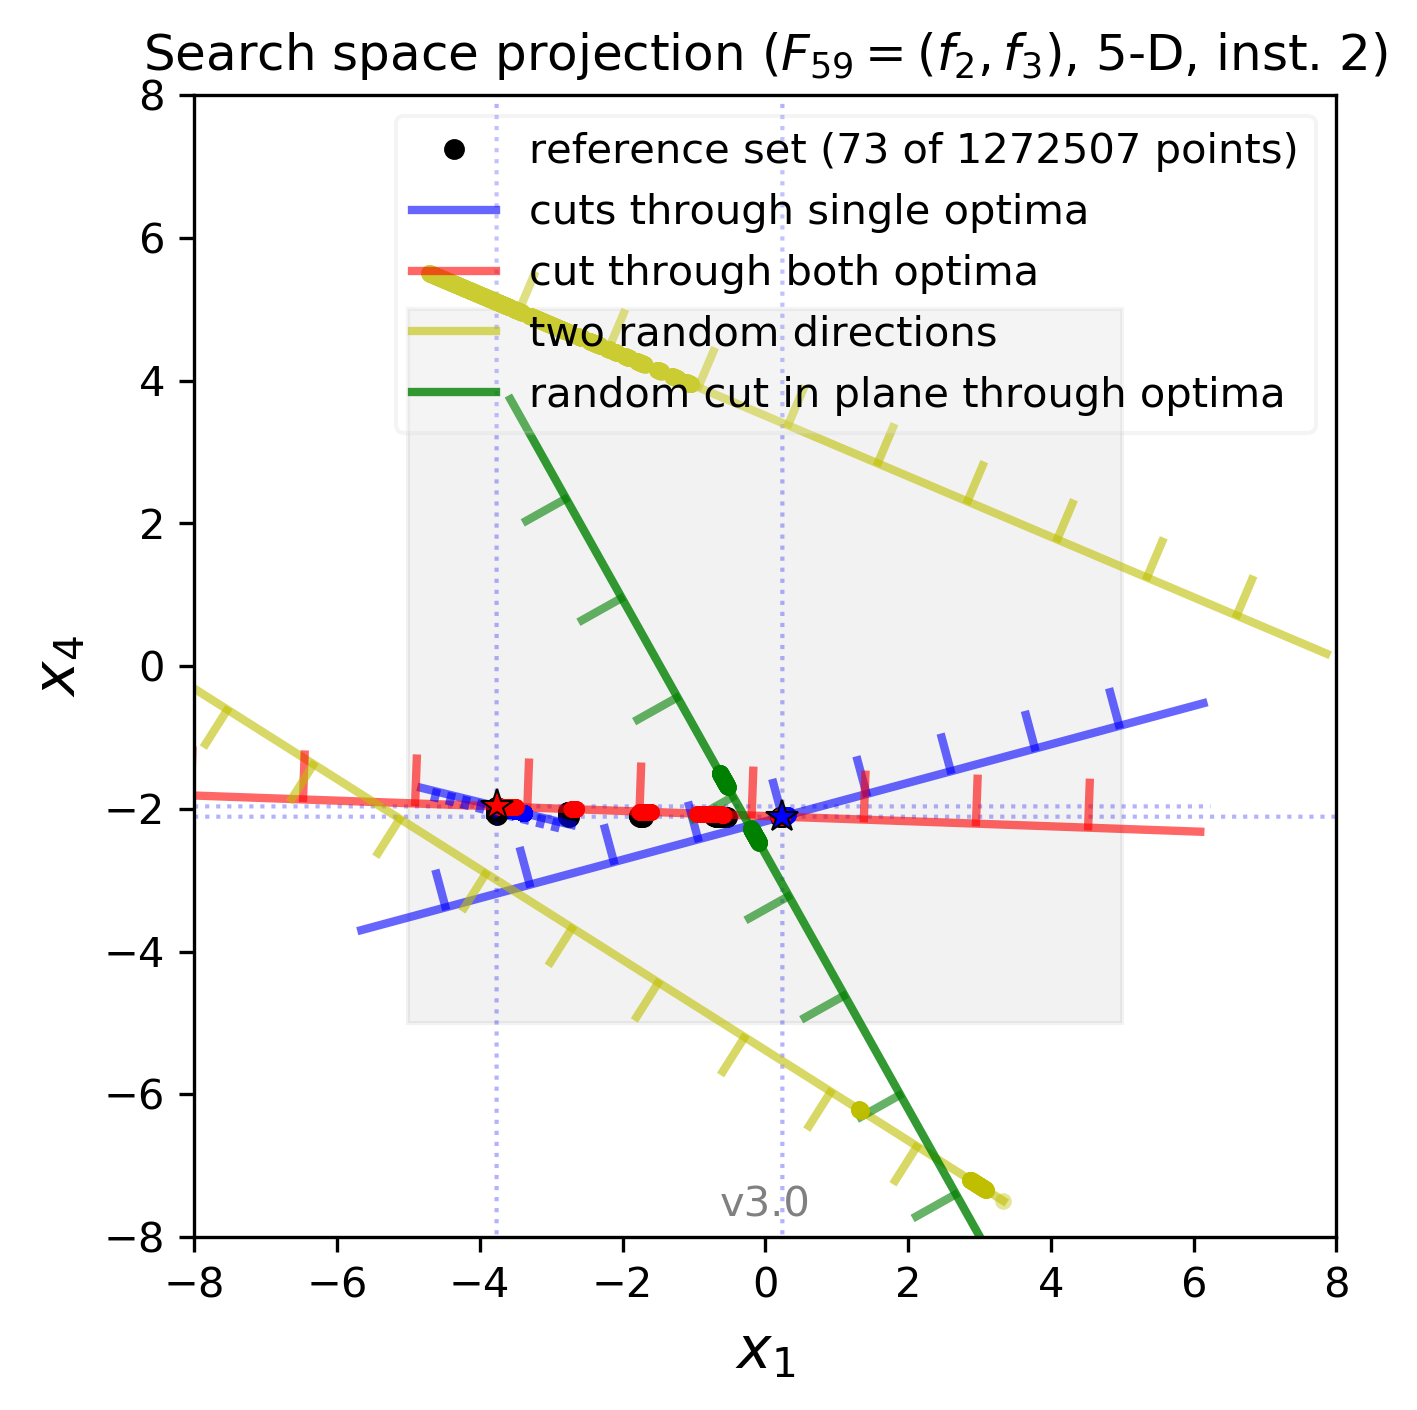 Search space projection (F₅₉ = (f₂, f₃), 5-D, inst. 2)
8
6
4
2
0
−2
−4
−6
−8
x₄
reference set (73 of 1272507 points)
cuts through single optima
cut through both optima
two random directions
random cut in plane through optima
v3.0
−8 −6 −4 −2 0 2 4 6 8
x₁